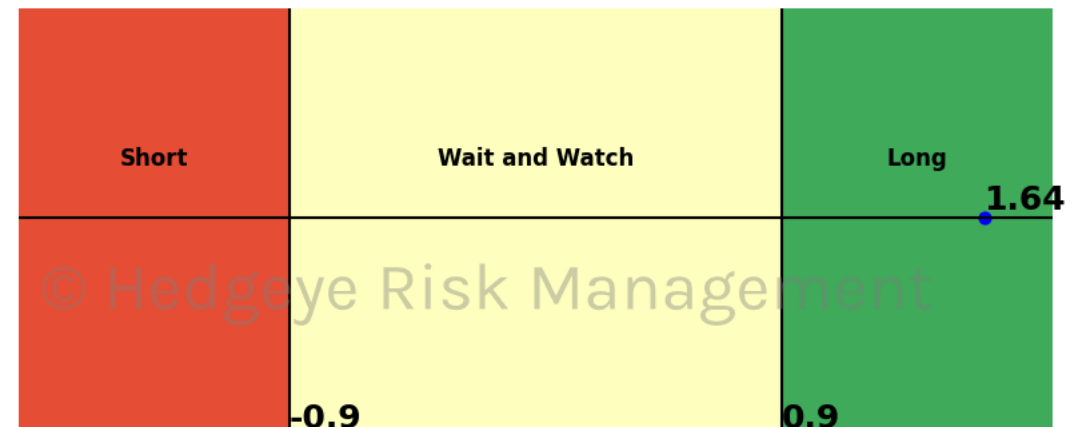 Short
Wait and Watch
Long
1.64
© Hedgeye Risk Management
-0.9
0.9